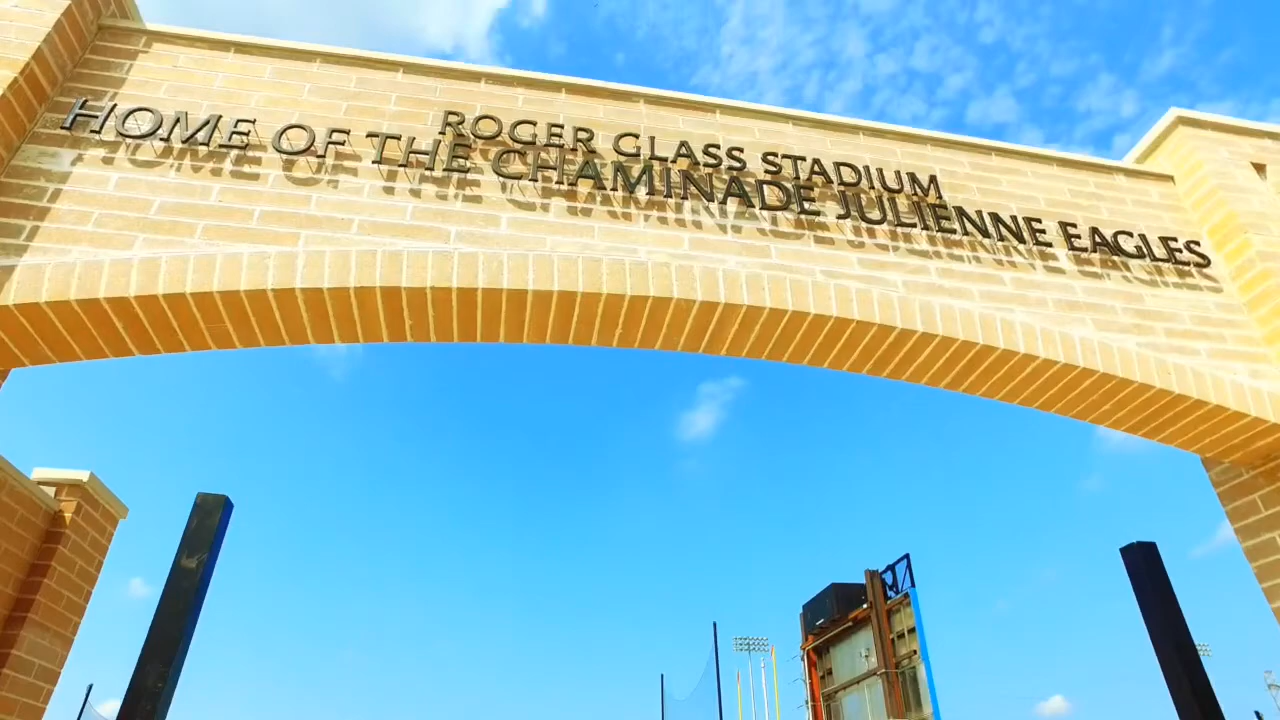 ROGER GLASS STADIUM
HOME OF THE CHAMINADE JULIENNE EAGLES